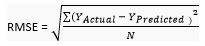 RMSE = √(∑(Y_Actual − Y_Predicted)² / N)